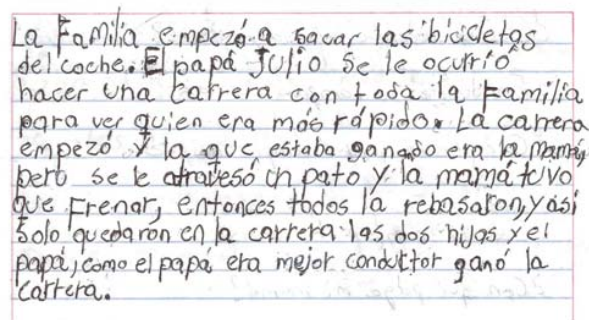 La Familia empezó a sacar las bicicletas
del coche. El papá Julio se le ocurrió
hacer una carrera con toda la Familia
para ver quien era más rápido. La carrera
empezó y la que estaba ganando era la mamá,
pero se le atravesó un pato y la mamá tuvo
que Frenar, entonces todos la rebasaron, y así
solo quedaron en la carrera las dos hijas y el
papá, como el papá era mejor conductor ganó la
carrera.